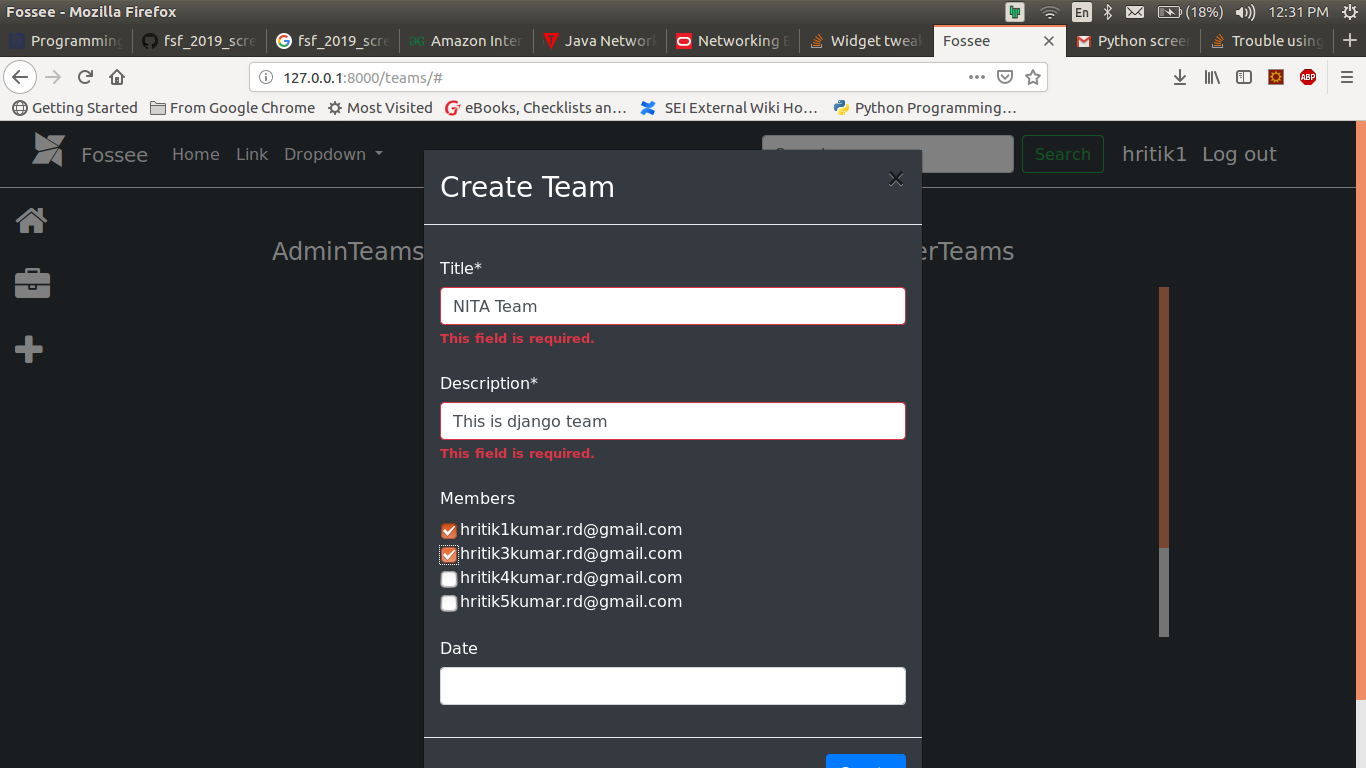 Fossee - Mozilla Firefox
En
(18%)
12:31 PM
Programming
fsf_2019_scre
fsf_2019_scre
Amazon Inter
Java Network
Networking
Widget tweak
Fossee
Python screen
Trouble using
127.0.0.1:8000/teams/#
ABP
Getting Started
From Google Chrome
Most Visited
eBooks, Checklists an…
SEI External Wiki Ho…
Python Programming…
Fossee
Home
Link
Dropdown
Search
hritik1
Log out
Create Team
×
AdminTeams
erTeams
Title*
NITA Team
This field is required.
Description*
This is django team
This field is required.
Members
hritik1kumar.rd@gmail.com
hritik3kumar.rd@gmail.com
hritik4kumar.rd@gmail.com
hritik5kumar.rd@gmail.com
Date